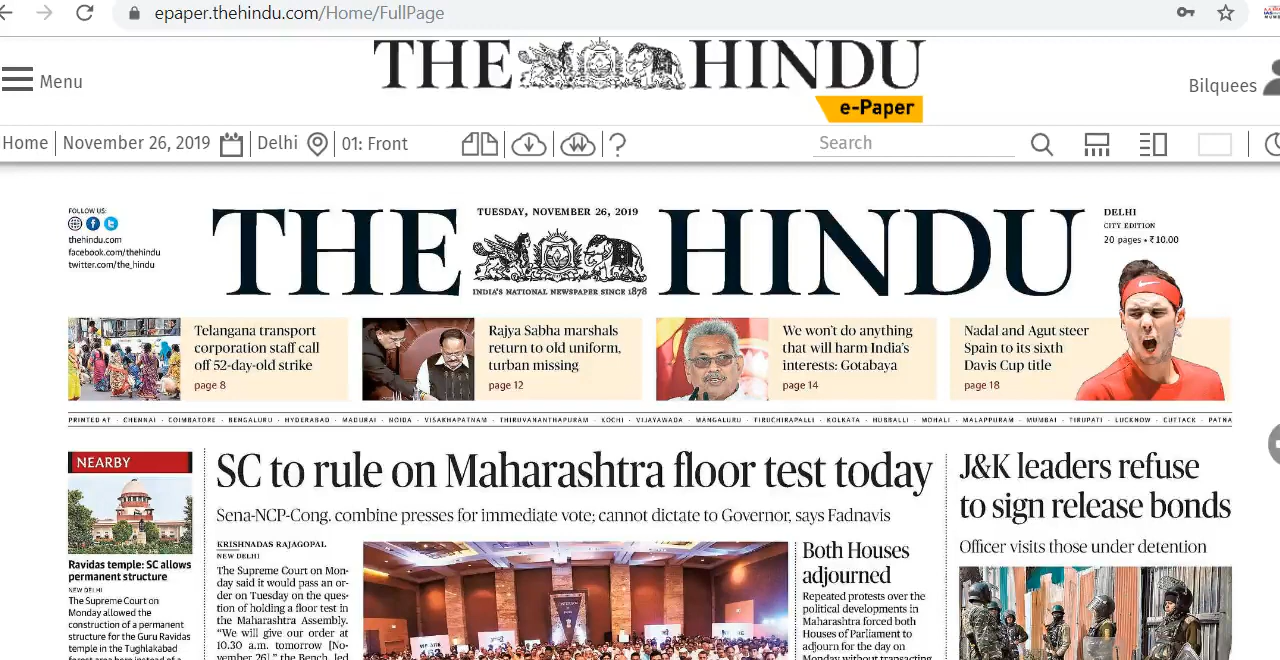 epaper.thehindu.com/Home/FullPage
THE HINDU
e-Paper
Menu
Bilquees
Home November 26, 2019 Delhi 01: Front
Search
FOLLOW US:
thehindu.com
facebook.com/thehindu
twitter.com/the_hindu
TUESDAY, NOVEMBER 26, 2019
THE HINDU
INDIA'S NATIONAL NEWSPAPER SINCE 1878
DELHI
CITY EDITION
20 pages • ₹10.00
Telangana transport
corporation staff call
off 52-day-old strike
page 8
Rajya Sabha marshals
return to old uniform,
turban missing
page 12
We won't do anything
that will harm India's
interests: Gotabaya
page 14
Nadal and Agut steer
Spain to its sixth
Davis Cup title
page 18
PRINTED AT · CHENNAI · COIMBATORE · BENGALURU · HYDERABAD · MADURAI · NOIDA · VISAKHAPATNAM · THIRUVANANTHAPURAM · KOCHI · VIJAYAWADA · MANGALURU · TIRUCHIRAPALLI · KOLKATA · HUBBALLI · MOHALI · MALAPPURAM · MUMBAI · TIRUPATI · LUCKNOW · CUTTACK · PATNA
NEARBY
Ravidas temple: SC allows
permanent structure
NEW DELHI
The Supreme Court on
Monday allowed the
construction of a permanent
structure for the Guru Ravidas
temple in the Tughlakabad
forest area here instead of a
SC to rule on Maharashtra floor test today
Sena-NCP-Cong. combine presses for immediate vote; cannot dictate to Governor, says Fadnavis
KRISHNADAS RAJAGOPAL
NEW DELHI
The Supreme Court on Mon-
day said it would pass an or-
der on Tuesday on the ques-
tion of holding a floor test in
the Maharashtra Assembly.
"We will give our order at
10.30 a.m. tomorrow [No-
vember 26]," the Bench, led
Both Houses
adjourned
Repeated protests over the
political developments in
Maharashtra forced both
Houses of Parliament to
adjourn for the day on
Monday without transacting
J&K leaders refuse
to sign release bonds
Officer visits those under detention